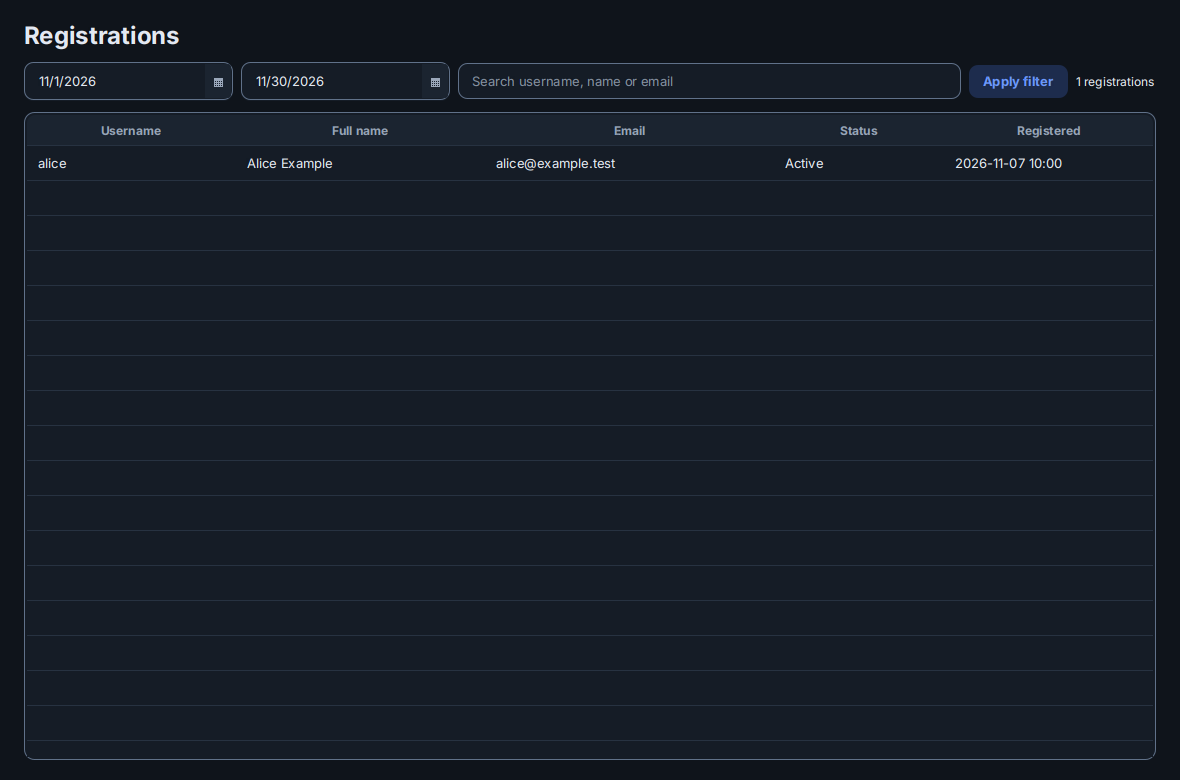 Registrations
11/1/2026 11/30/2026 Search username, name or email Apply filter 1 registrations
Username Full name Email Status Registered
alice Alice Example alice@example.test Active 2026-11-07 10:00